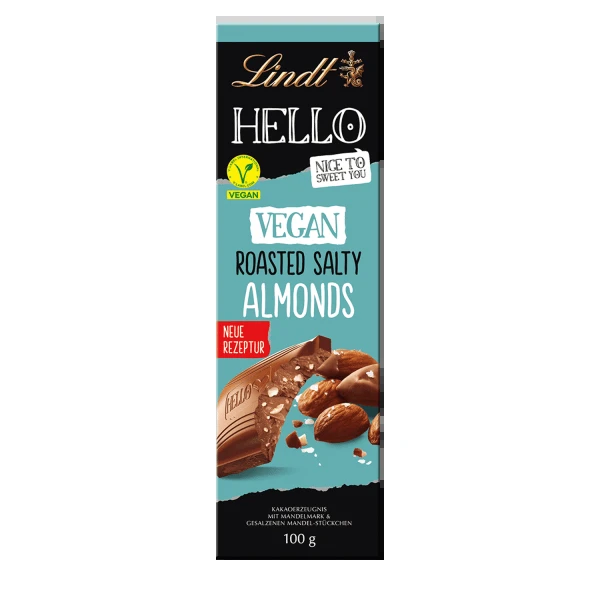 Lindt
HELLO
NICE TO
SWEET YOU
VEGAN
VEGAN
ROASTED SALTY
ALMONDS
NEUE
REZEPTUR
HELLO
KAKAOERZEUGNIS
MIT MANDELMARK &
GESALZENEN MANDEL-STÜCKCHEN
100 g